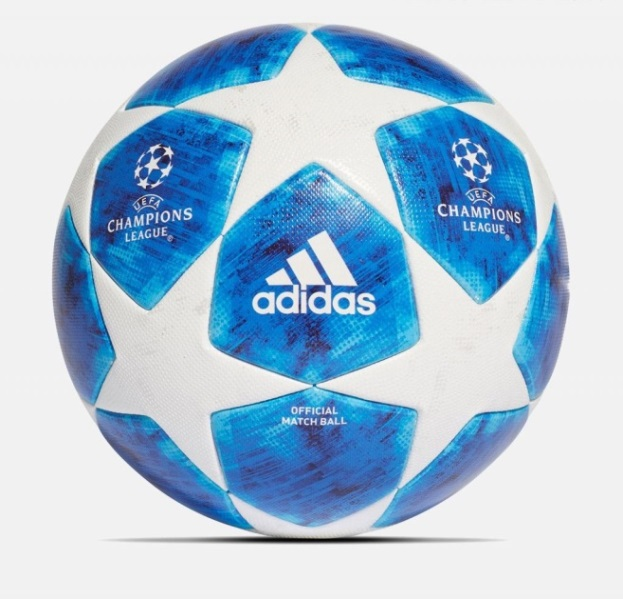 UEFA
CHAMPIONS
LEAGUE®
UEFA
CHAMPIONS
LEAGUE®
adidas
OFFICIAL
MATCH BALL